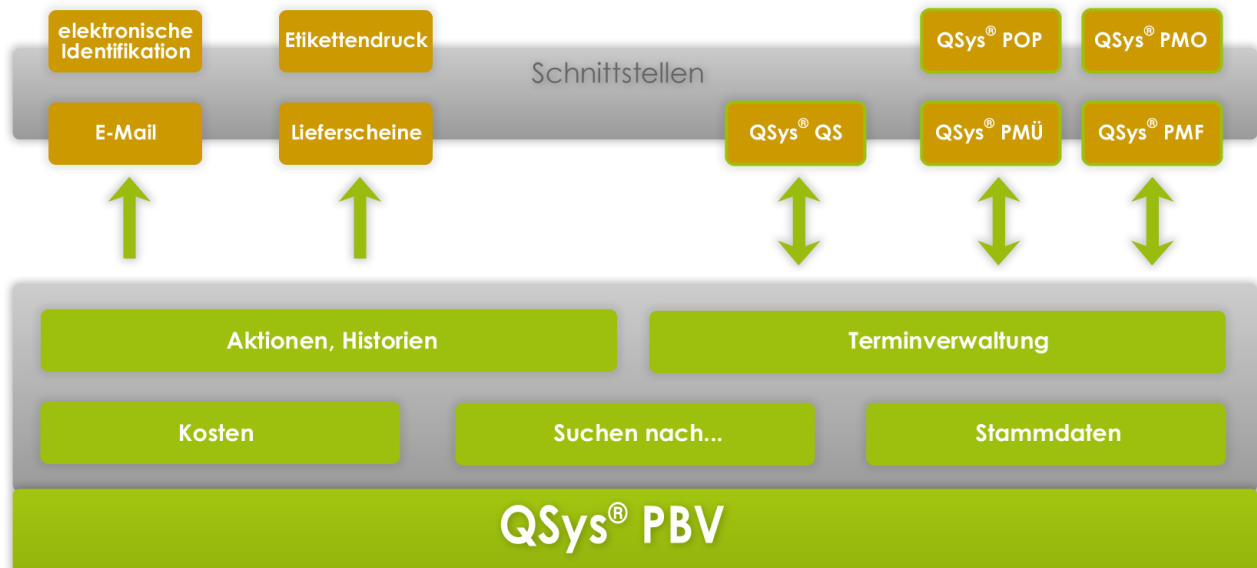 elektronische
Identifikation
Etikettendruck
QSys® POP
QSys® PMO
Schnittstellen
E-Mail
Lieferscheine
QSys® QS
QSys® PMÜ
QSys® PMF
Aktionen, Historien
Terminverwaltung
Kosten
Suchen nach...
Stammdaten
QSys® PBV